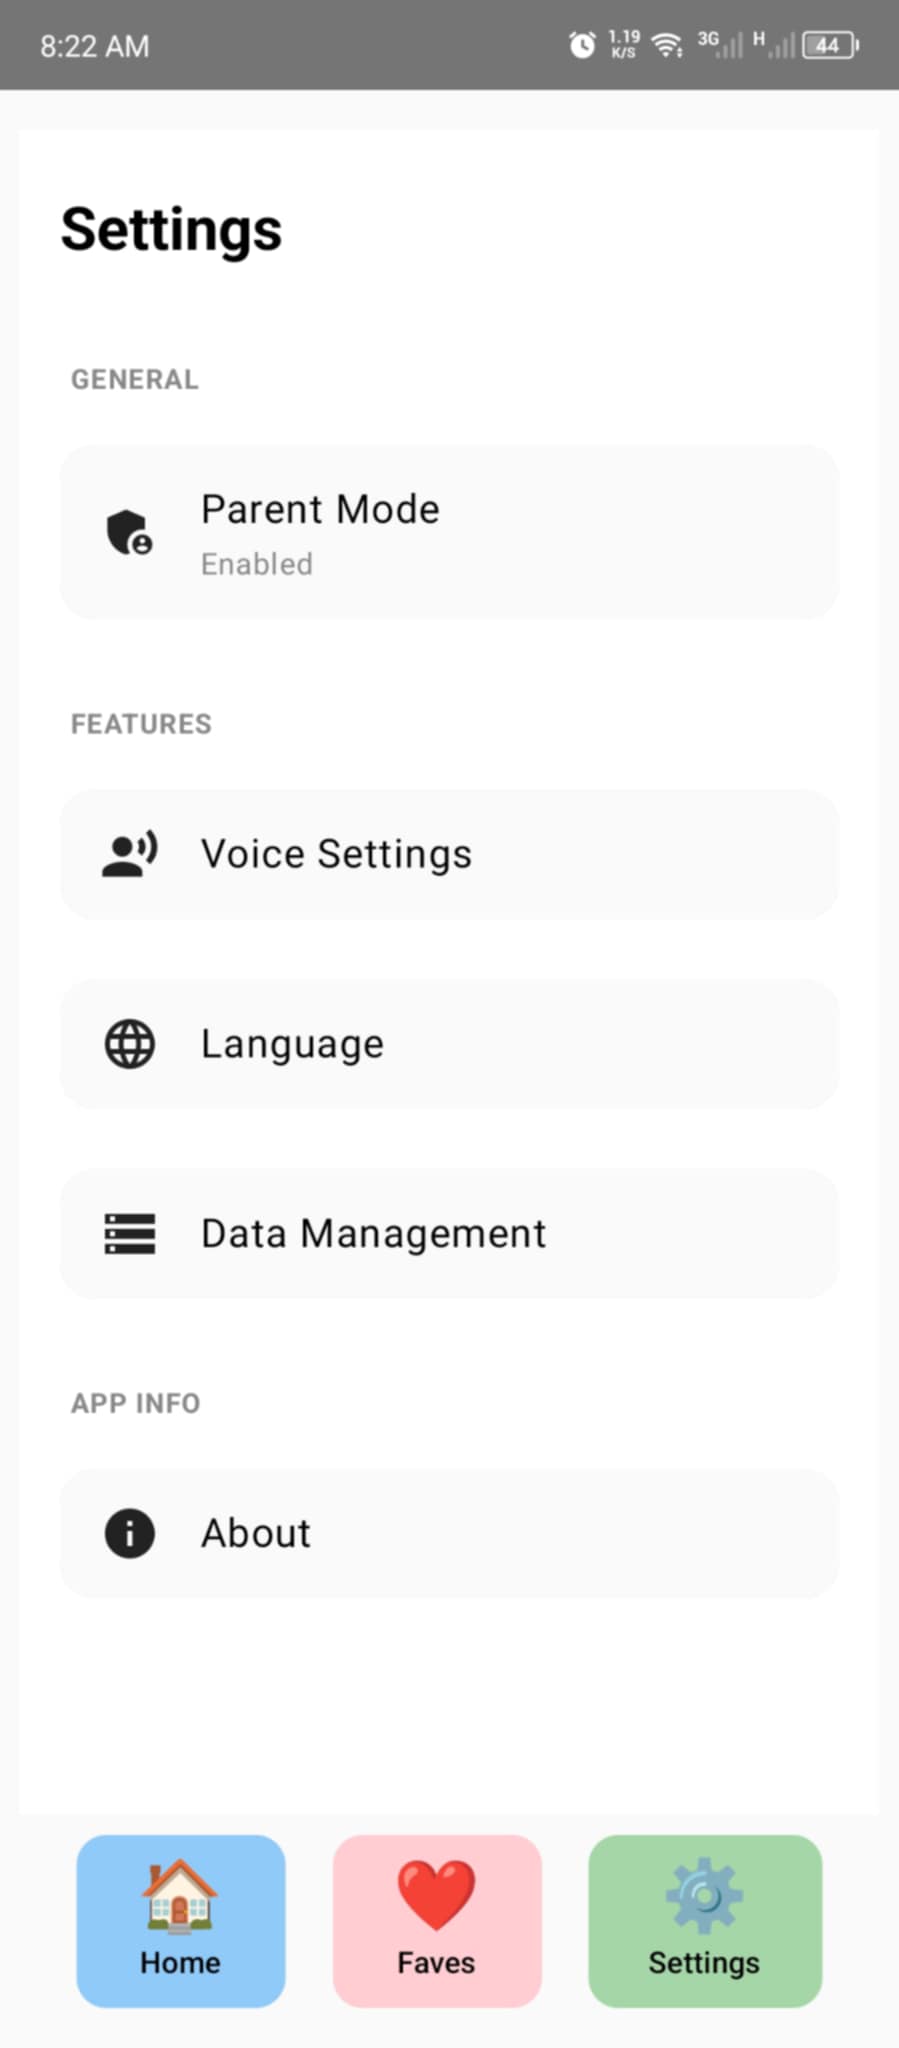 8:22 AM
1.19
K/S
3G
H
44
Settings
GENERAL
Parent Mode
Enabled
FEATURES
Voice Settings
Language
Data Management
APP INFO
About
Home
Faves
Settings